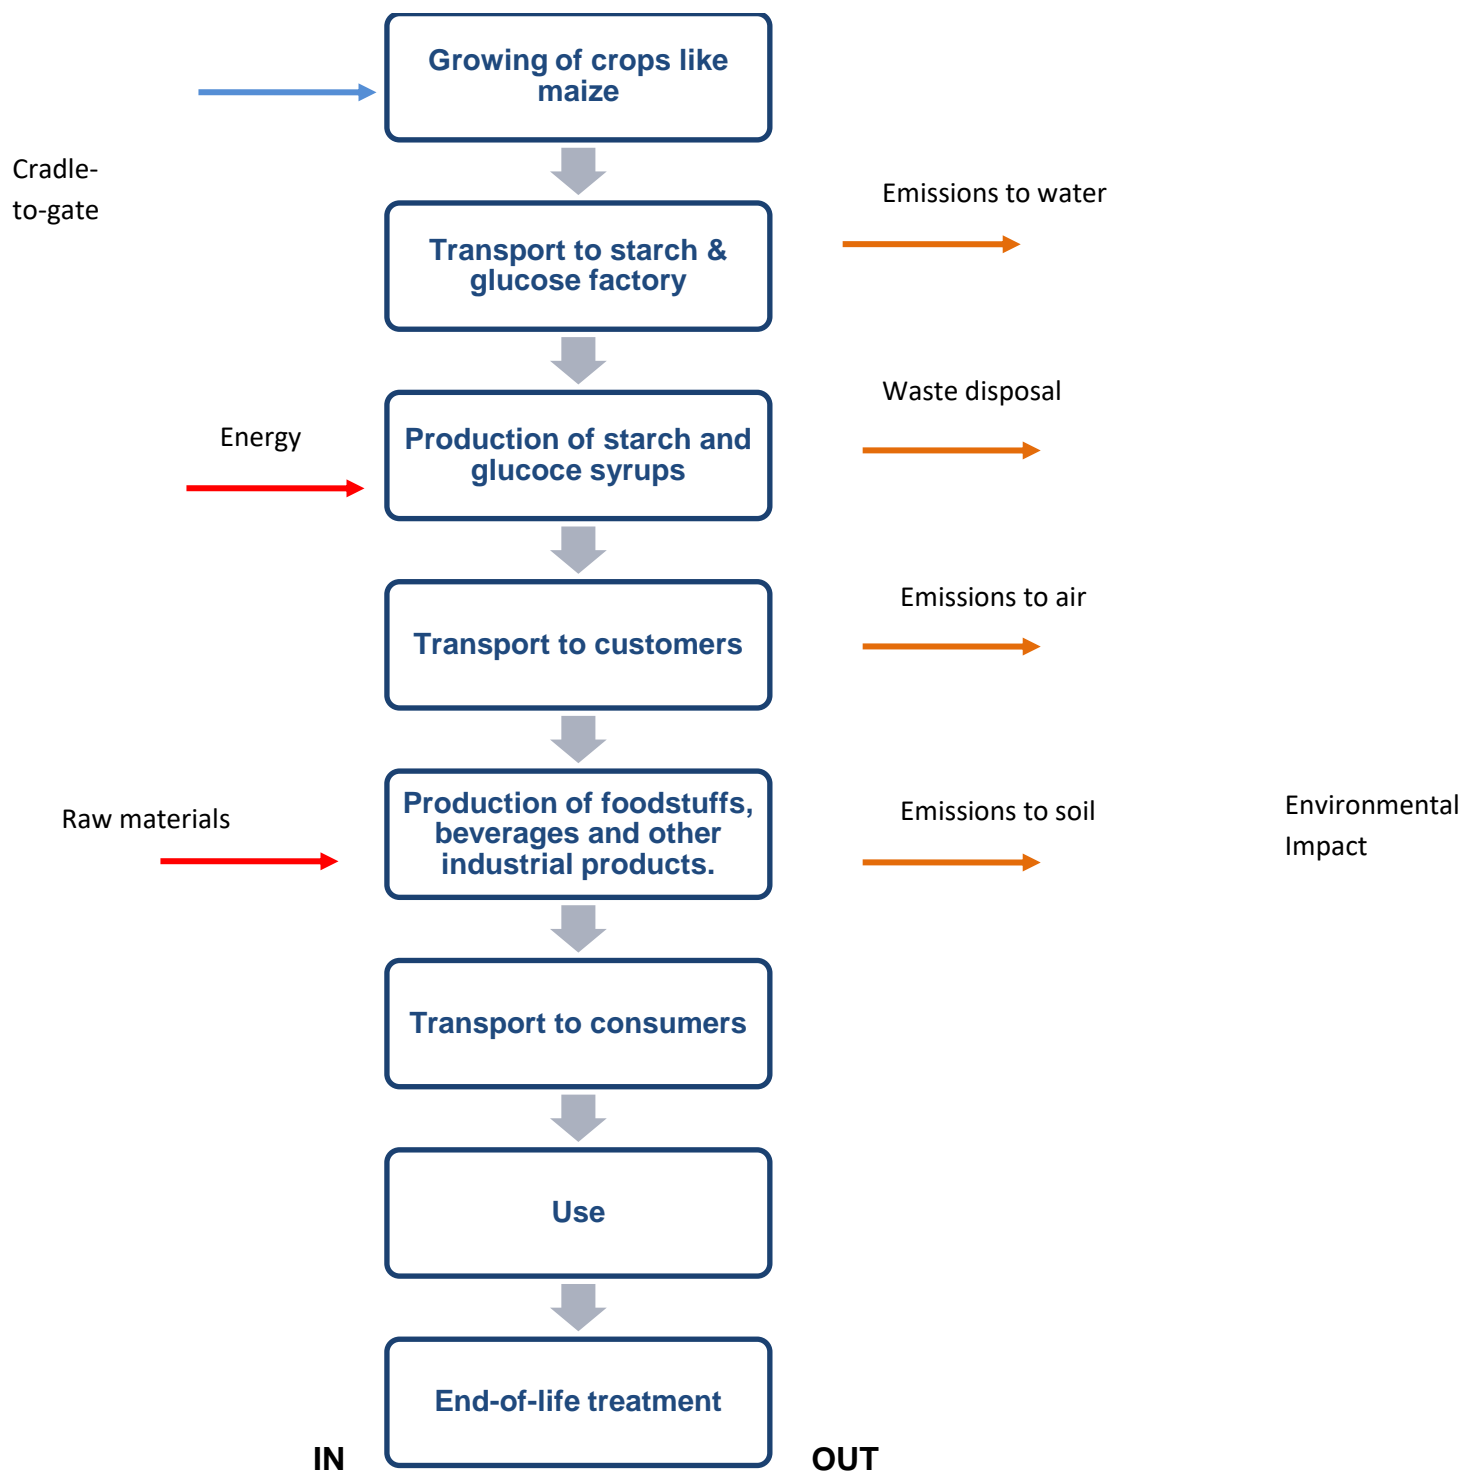 Growing of crops like
maize
Cradle-
to-gate
Emissions to water
Transport to starch &
glucose factory
Waste disposal
Energy
Production of starch and
glucoce syrups
Emissions to air
Transport to customers
Raw materials
Production of foodstuffs,
beverages and other
industrial products.
Emissions to soil
Environmental
Impact
Transport to consumers
Use
End-of-life treatment
IN
OUT